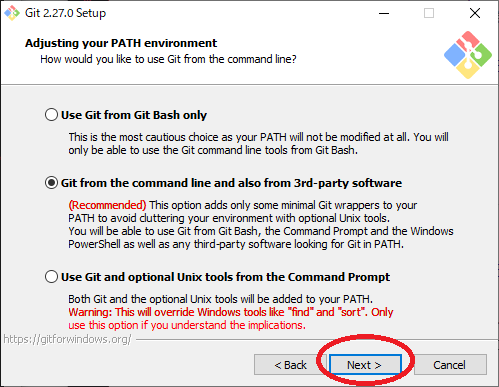 Git 2.27.0 Setup
Adjusting your PATH environment
How would you like to use Git from the command line?
Use Git from Git Bash only
This is the most cautious choice as your PATH will not be modified at all. You will
only be able to use the Git command line tools from Git Bash.
Git from the command line and also from 3rd-party software
(Recommended) This option adds only some minimal Git wrappers to your
PATH to avoid cluttering your environment with optional Unix tools.
You will be able to use Git from Git Bash, the Command Prompt and the Windows
PowerShell as well as any third-party software looking for Git in PATH.
Use Git and optional Unix tools from the Command Prompt
Both Git and the optional Unix tools will be added to your PATH.
Warning: This will override Windows tools like "find" and "sort". Only
use this option if you understand the implications.
https://gitforwindows.org/
< Back
Next >
Cancel